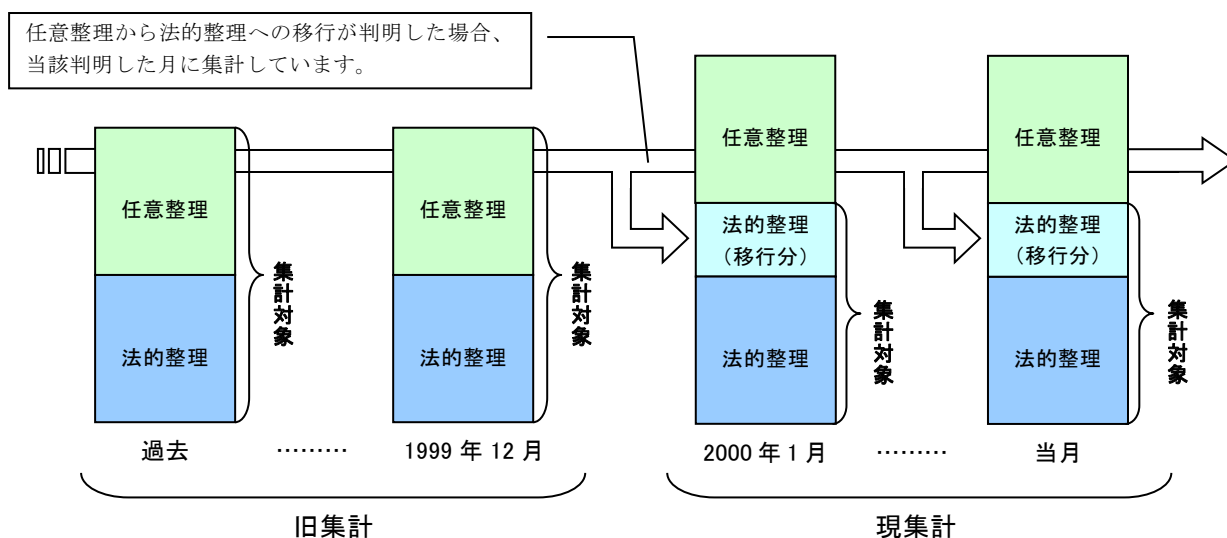 任意整理から法的整理への移行が判明した場合、
当該判明した月に集計しています。
任意整理
法的整理
集計対象
過去
………
任意整理
法的整理
集計対象
1999 年 12 月
旧集計
任意整理
法的整理
(移行分)
法的整理
集計対象
2000 年 1 月
………
任意整理
法的整理
(移行分)
法的整理
集計対象
当月
現集計